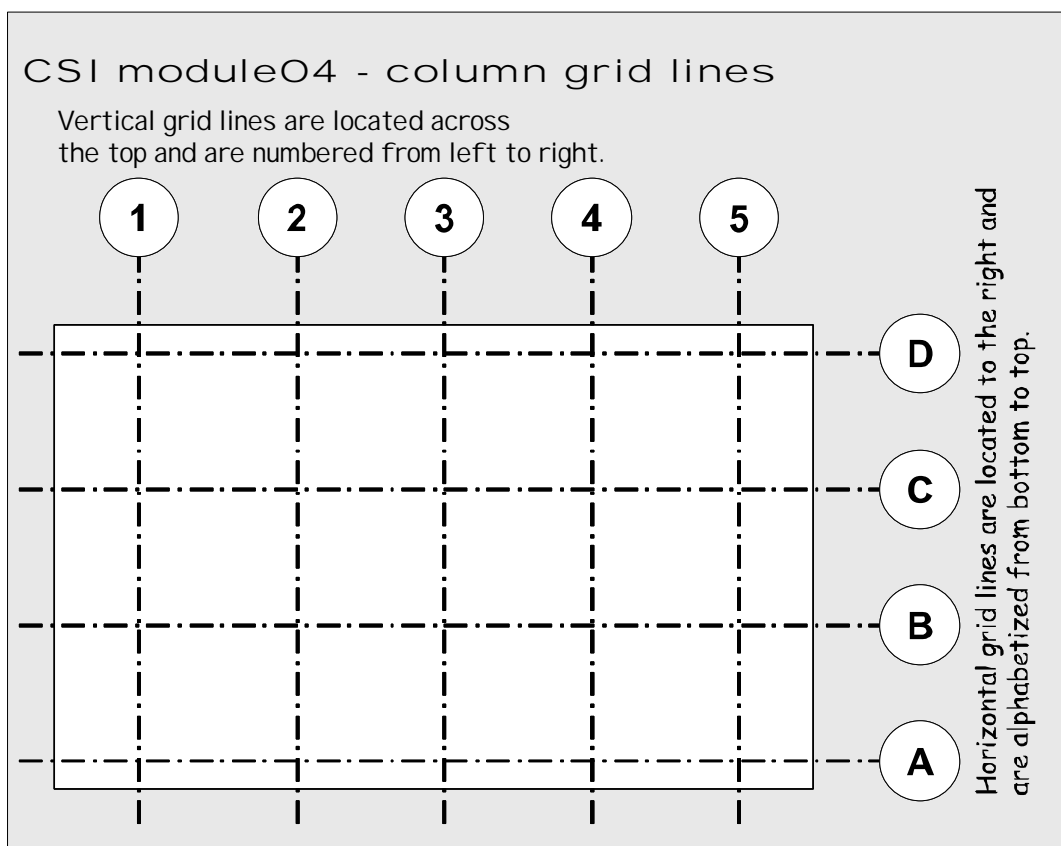 CSI module04 - column grid lines
Vertical grid lines are located across
the top and are numbered from left to right.
1 2 3 4 5
D
C
B
A
Horizontal grid lines are located to the right and
are alphabetized from bottom to top.